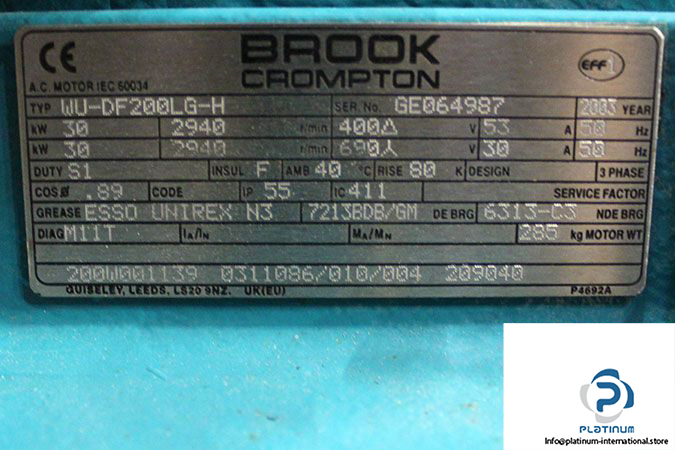 CE BROOK CROMPTON EFF1
A.C. MOTOR IEC 60034
TYP WU-DF200LG-H SER. No. GE064987 2003 YEAR
kW 30 2940 r/min 400△ V 53 A 50 Hz
kW 30 2940 r/min 690⅄ V 30 A 50 Hz
DUTY S1 INSUL F AMB 40 °C RISE 80 K DESIGN 3 PHASE
COS Ø .89 CODE IP 55 IC 411 SERVICE FACTOR
GREASE ESSO UNIREX N3 7213BDB/GM DE BRG 6313-C3 NDE BRG
DIAG M11T IA/IN MA/MN 285 kg MOTOR WT
200W001139 0311086/010/004 209040
GUISELEY, LEEDS, LS20 9NZ. UK(EU) P4692A
PLATINUM
info@platinum-international.store